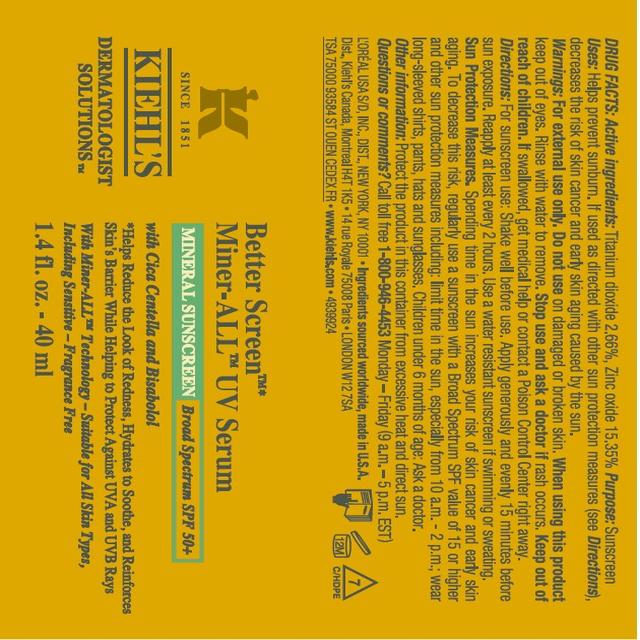 KIEHL'S
SINCE 1851
DERMATOLOGIST
SOLUTIONS™
Better Screen™*
Miner-ALL™ UV Serum
MINERAL SUNSCREEN Broad Spectrum SPF 50+
with Cica Centella and Bisabolol
*Helps Reduce the Look of Redness, Hydrates to Soothe, and Reinforces
Skin's Barrier While Helping to Protect Against UVA and UVB Rays
With Miner-ALL™ Technology – Suitable for All Skin Types,
Including Sensitive – Fragrance Free
1.4 fl. oz. - 40 ml
DRUG FACTS: Active ingredients: Titanium dioxide 2.66%, Zinc oxide 15.35% Purpose: Sunscreen
Uses: Helps prevent sunburn. If used as directed with other sun protection measures (see Directions),
decreases the risk of skin cancer and early skin aging caused by the sun.
Warnings: For external use only. Do not use on damaged or broken skin. When using this product
keep out of eyes. Rinse with water to remove. Stop use and ask a doctor if rash occurs. Keep out of
reach of children. If swallowed, get medical help or contact a Poison Control Center right away.
Directions: For sunscreen use: Shake well before use. Apply generously and evenly 15 minutes before
sun exposure. Reapply at least every 2 hours. Use a water resistant sunscreen if swimming or sweating.
Sun Protection Measures. Spending time in the sun increases your risk of skin cancer and early skin
aging. To decrease this risk, regularly use a sunscreen with a Broad Spectrum SPF value of 15 or higher
and other sun protection measures including: limit time in the sun, especially from 10 a.m. - 2 p.m.; wear
long-sleeved shirts, pants, hats and sunglasses. Children under 6 months of age: Ask a doctor.
Other information: Protect the product in this container from excessive heat and direct sun.
Questions or comments? Call toll free 1-800-946-4453 Monday – Friday (9 a.m. – 5 p.m. EST)
L'ORÉAL USA S/D, INC., DIST., NEW YORK, NY 10001 • Ingredients sourced worldwide, made in U.S.A.
Dist., Kiehl's Canada, Montreal H4T 1K5 • 14 rue Royale 75008 Paris • LONDON W12 7SA
TSA 75000 93584 ST OUEN CEDEX FR • www.kiehls.com • 4939924
12M
7
C/HDPE